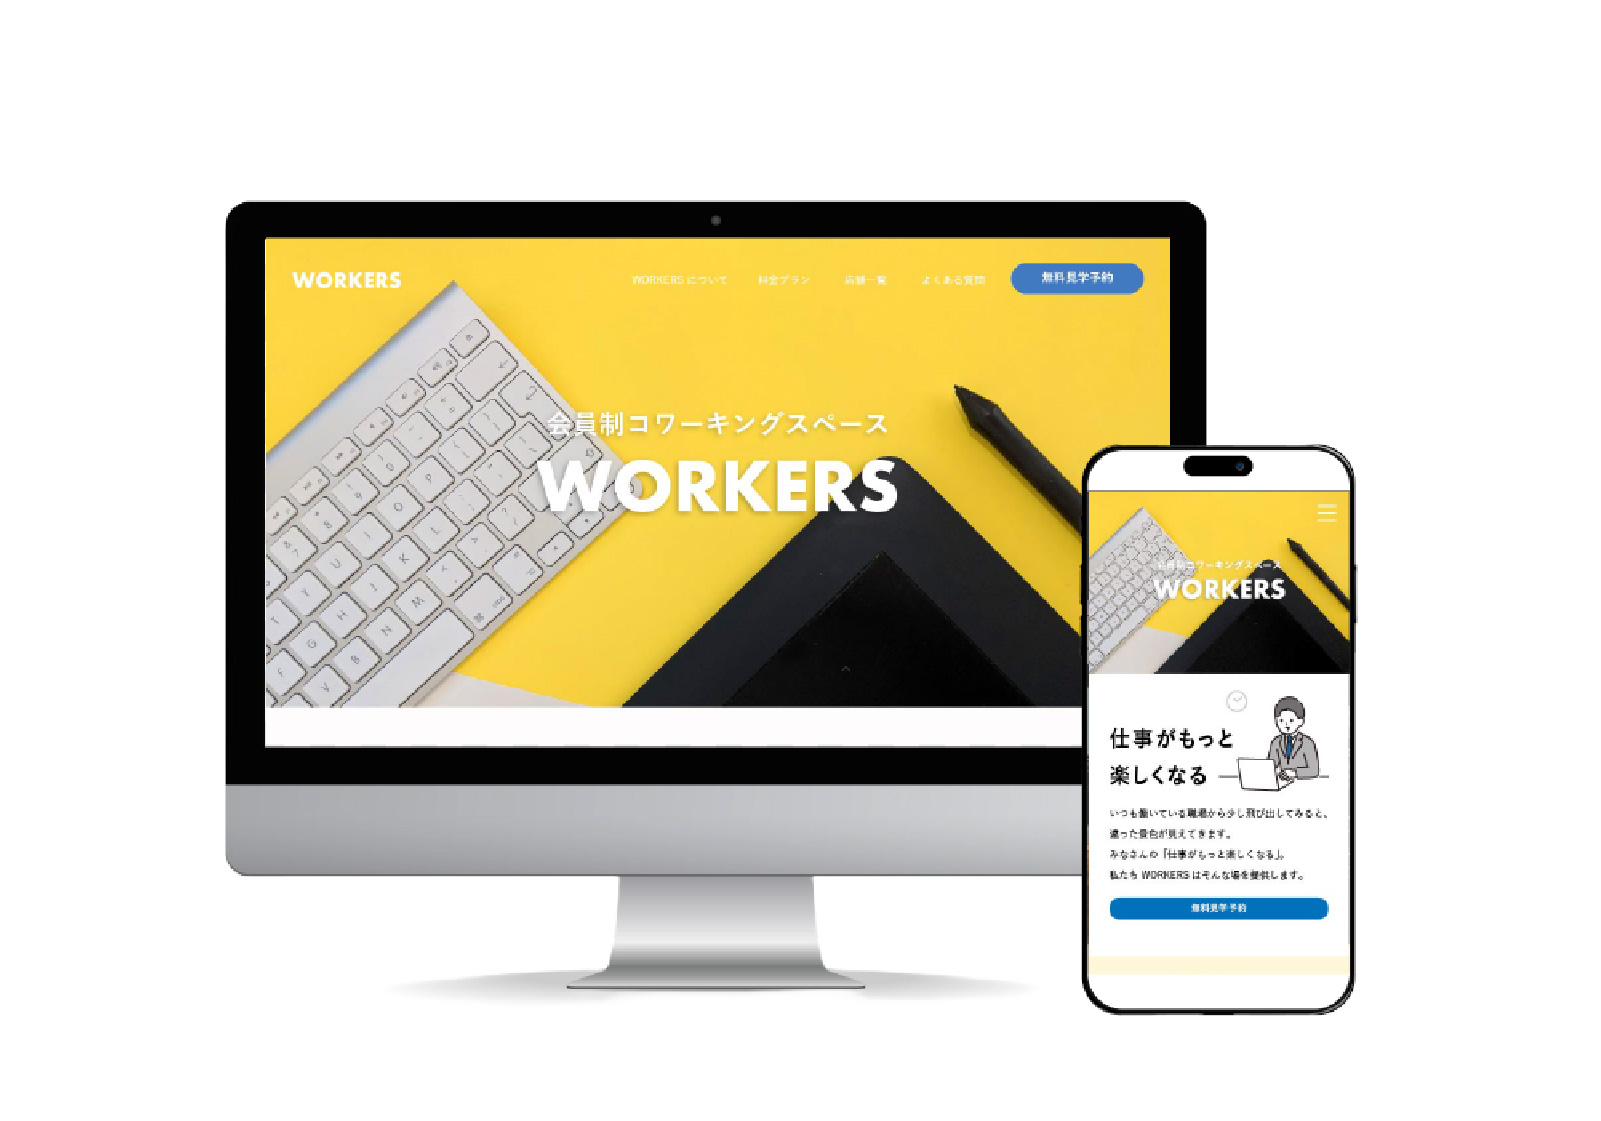 WORKERS
WORKERS について
料金プラン
店舗一覧
よくある質問
無料見学予約
会員制コワーキングスペース
WORKERS
会員制コワーキングスペース
WORKERS
仕事がもっと
楽しくなる
いつも働いている職場から少し飛び出してみると、
違った景色が見えてきます。
みなさんの「仕事がもっと楽しくなる」。
私たち WORKERS はそんな場を提供します。
無料見学予約